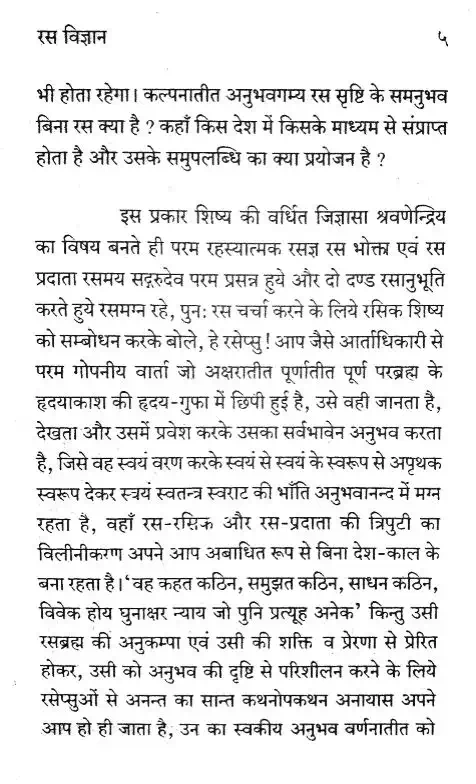 रस विज्ञान ५
भी होता रहेगा। कल्पनातीत अनुभवगम्य रस सृष्टि के समनुभव
बिना रस क्या है ? कहाँ किस देश में किसके माध्यम से संप्राप्त
होता है और उसके समुपलब्धि का क्या प्रयोजन है ?
इस प्रकार शिष्य की वर्धित जिज्ञासा श्रवणेन्द्रिय
का विषय बनते ही परम रहस्यात्मक रसज्ञ रस भोक्ता एवं रस
प्रदाता रसमय सद्गुरुदेव परम प्रसन्न हुये और दो दण्ड रसानुभूति
करते हुये रसमग्न रहे, पुनः रस चर्चा करने के लिये रसिक शिष्य
को सम्बोधन करके बोले, हे रसेप्सु! आप जैसे आर्ताधिकारी से
परम गोपनीय वार्ता जो अक्षरातीत पूर्णातीत पूर्ण परब्रह्म के
हृदयाकाश की हृदय-गुफा में छिपी हुई है, उसे वही जानता है,
देखता और उसमें प्रवेश करके उसका सर्वभावेन अनुभव करता
है, जिसे वह स्वयं वरण करके स्वयं से स्वयं के स्वरूप से अपृथक
स्वरूप देकर स्वयं स्वतन्त्र स्वराट की भाँति अनुभवानन्द में मग्न
रहता है, वहाँ रस-रसिक और रस-प्रदाता की त्रिपुटी का
विलीनीकरण अपने आप अबाधित रूप से बिना देश-काल के
बना रहता है।'वह कहत कठिन, समुझत कठिन, साधन कठिन,
विवेक होय घुनाक्षर न्याय जो पुनि प्रत्यूह अनेक' किन्तु उसी
रसब्रह्म की अनुकम्पा एवं उसी की शक्ति व प्रेरणा से प्रेरित
होकर, उसी को अनुभव की दृष्टि से परिशीलन करने के लिये
रसेप्सुओं से अनन्त का सान्त कथनोपकथन अनायास अपने
आप हो ही जाता है, उन का स्वकीय अनुभव वर्णनातीत को